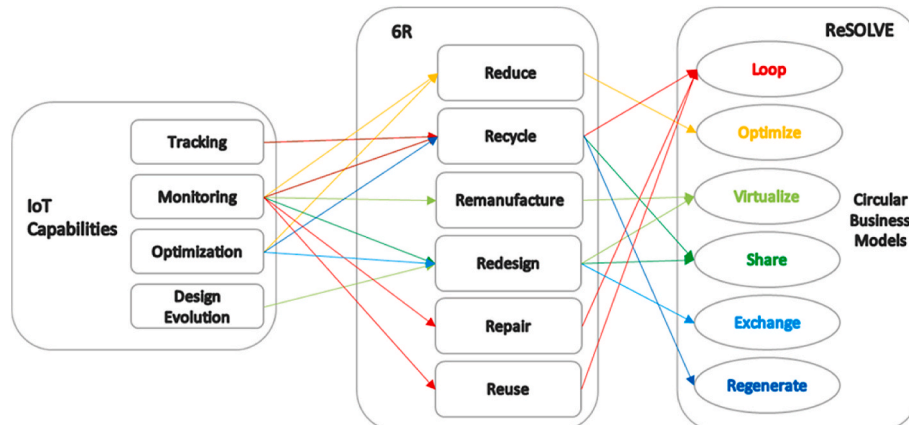 6R
ReSOLVE
IoT
Capabilities
Tracking
Monitoring
Optimization
Design
Evolution
Reduce
Recycle
Remanufacture
Redesign
Repair
Reuse
Loop
Optimize
Virtualize
Share
Exchange
Regenerate
Circular
Business
Models